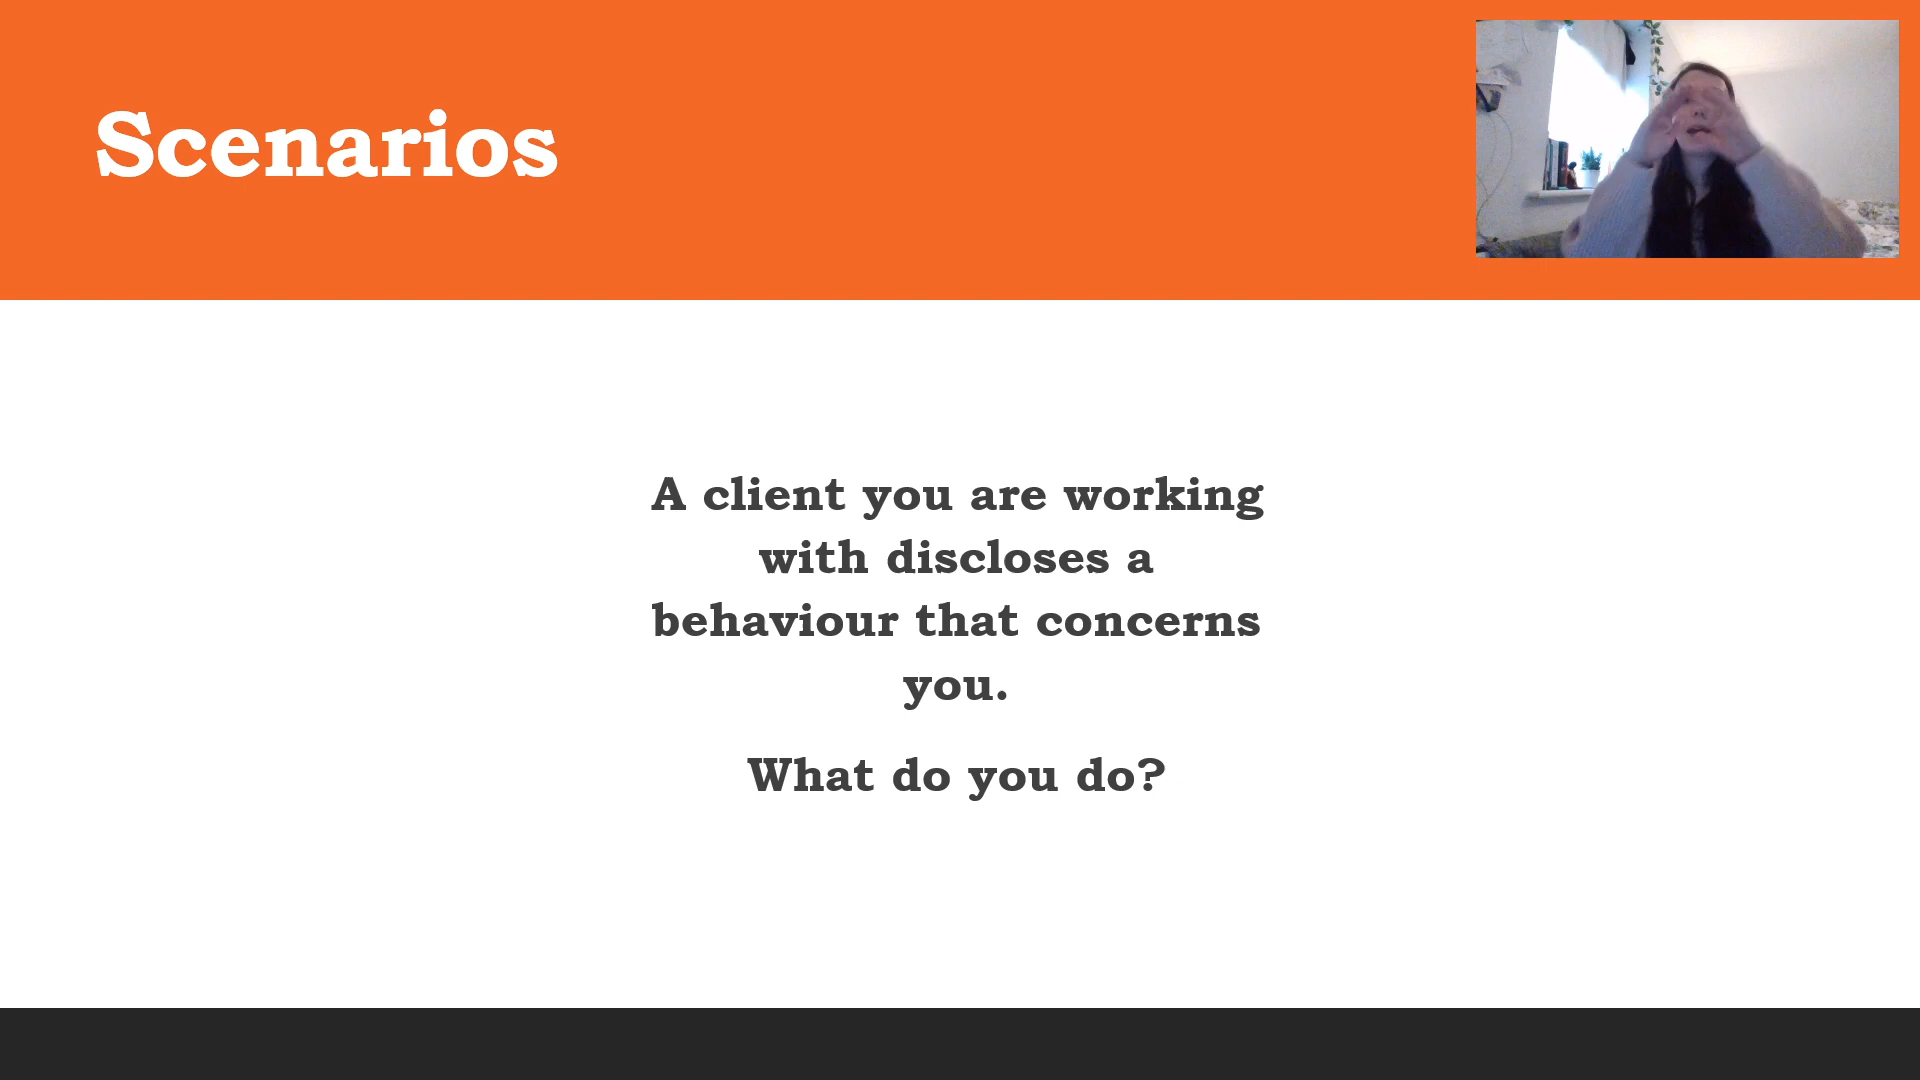 Scenarios
A client you are working
with discloses a
behaviour that concerns
you.
What do you do?